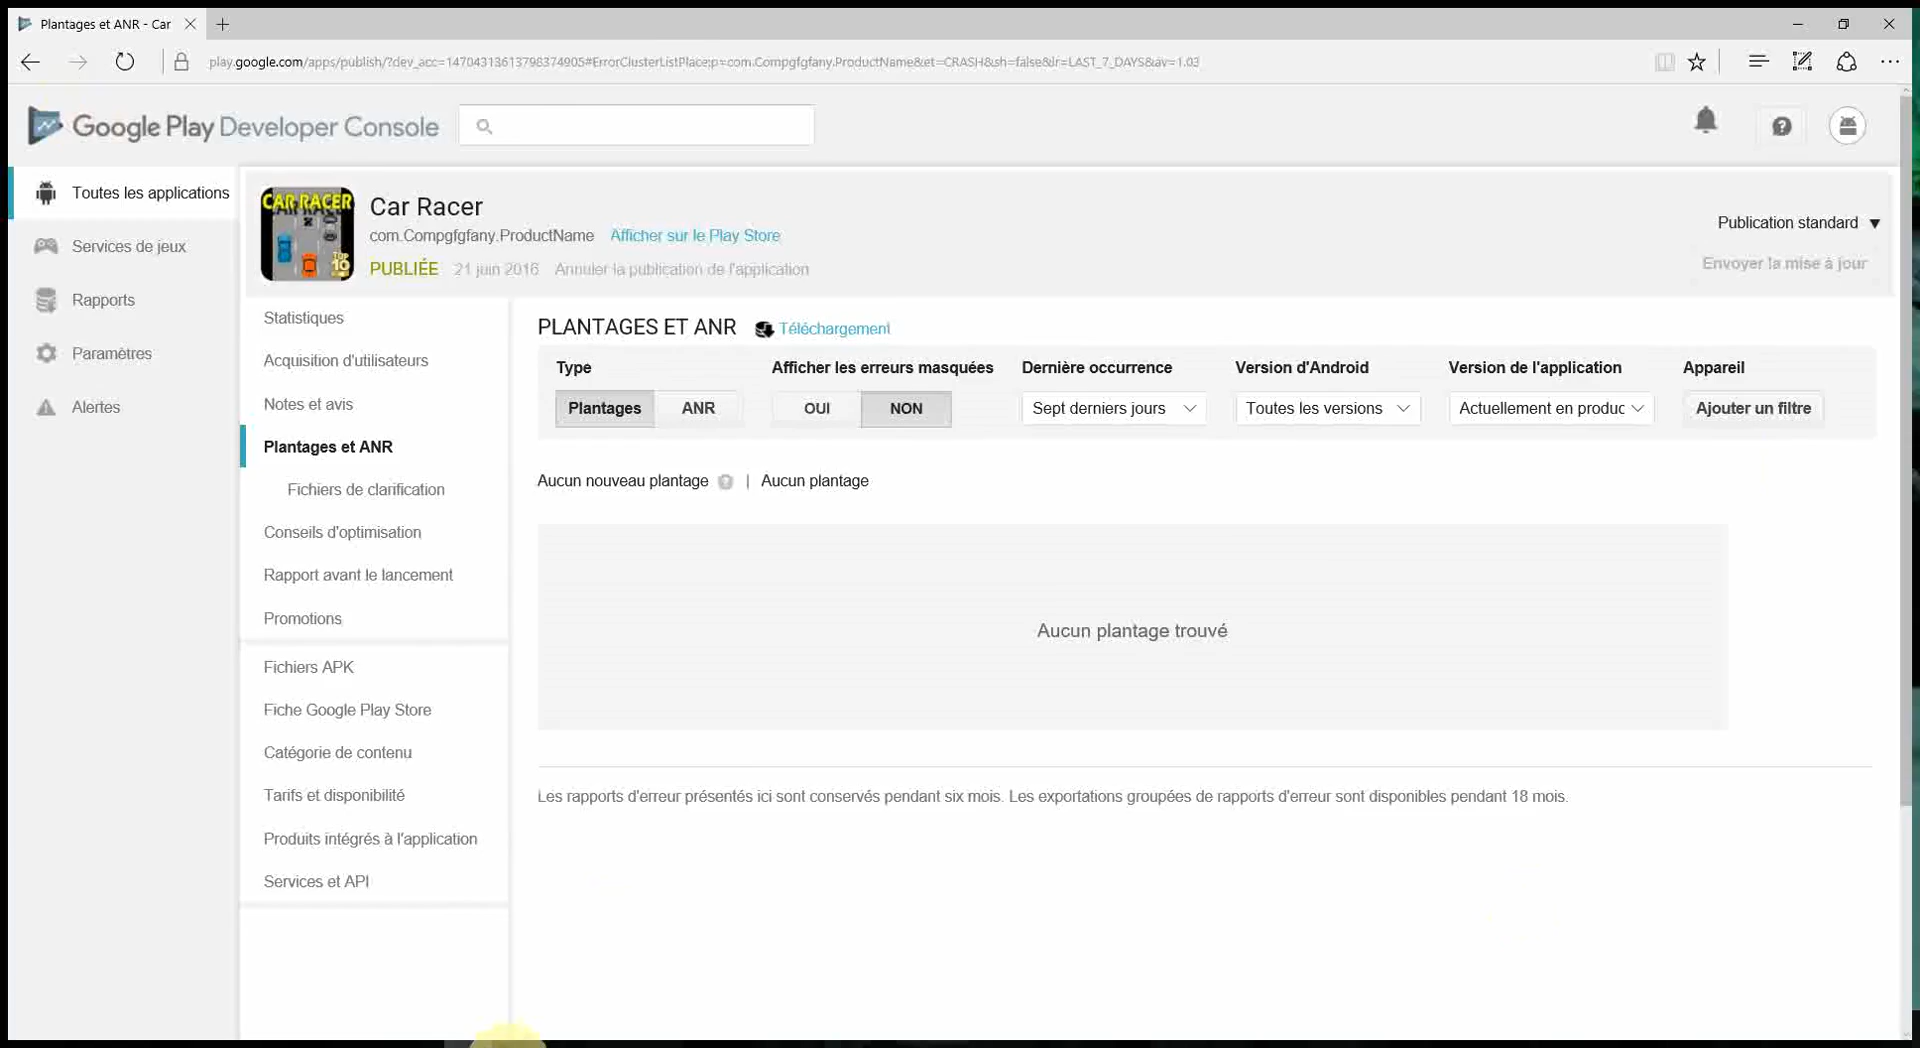 Plantages et ANR - Car
play.google.com/apps/publish/?dev_acc=14704313613798374905#ErrorClusterListPlace:p=com.Compgfgfany.ProductName&et=CRASH&sh=false&lr=LAST_7_DAYS&av=1.03
Google Play Developer Console
Toutes les applications
Services de jeux
Rapports
Paramètres
Alertes
CAR RACER
TOP
10
Car Racer
com.Compgfgfany.ProductName Afficher sur le Play Store
PUBLIÉE 21 juin 2016 Annuler la publication de l'application
Publication standard
Envoyer la mise à jour
Statistiques
Acquisition d'utilisateurs
Notes et avis
Plantages et ANR
Fichiers de clarification
Conseils d'optimisation
Rapport avant le lancement
Promotions
Fichiers APK
Fiche Google Play Store
Catégorie de contenu
Tarifs et disponibilité
Produits intégrés à l'application
Services et API
PLANTAGES ET ANR Téléchargement
Type Afficher les erreurs masquées Dernière occurrence Version d'Android Version de l'application Appareil
Plantages ANR OUI NON Sept derniers jours Toutes les versions Actuellement en produc Ajouter un filtre
Aucun nouveau plantage ? | Aucun plantage
Aucun plantage trouvé
Les rapports d'erreur présentés ici sont conservés pendant six mois. Les exportations groupées de rapports d'erreur sont disponibles pendant 18 mois.